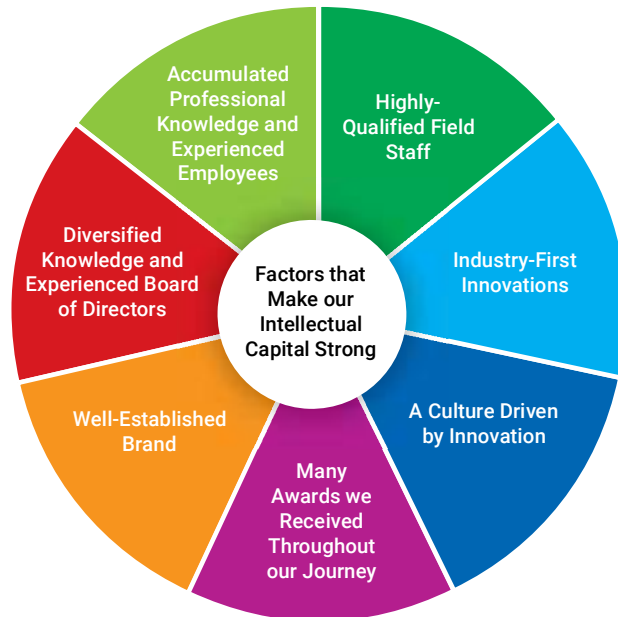 Factors that
Make our
Intellectual
Capital Strong
Highly-
Qualified Field
Staff
Industry-First
Innovations
A Culture Driven
by Innovation
Many
Awards we
Received
Throughout
our Journey
Well-Established
Brand
Diversified
Knowledge and
Experienced Board
of Directors
Accumulated
Professional
Knowledge and
Experienced
Employees